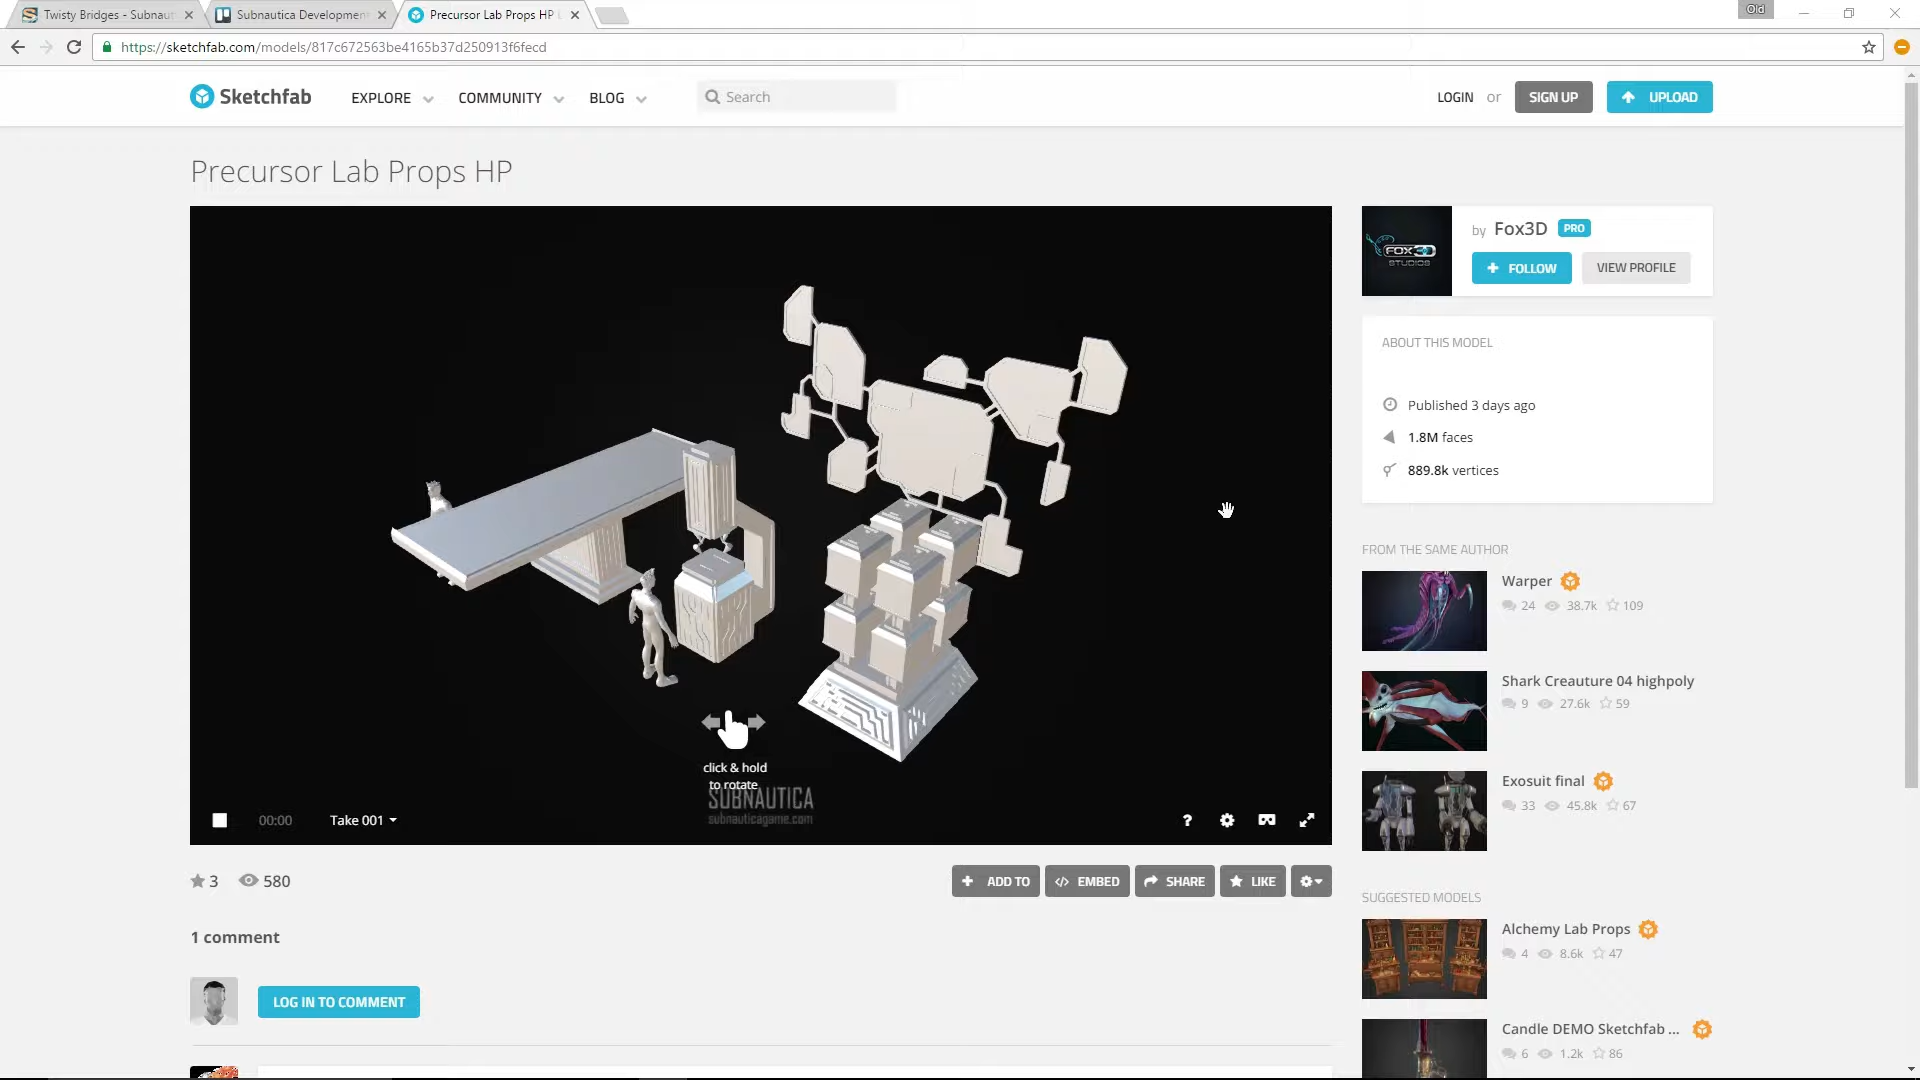 Twisty Bridges - Subnaut
Subnautica Development
Precursor Lab Props HP
Old
https://sketchfab.com/models/817c672563be4165b37d250913f6fecd
Sketchfab
EXPLORE
COMMUNITY
BLOG
Search
LOGIN or
SIGN UP
UPLOAD
Precursor Lab Props HP
FOX3D
STUDIOS
by Fox3D PRO
FOLLOW
VIEW PROFILE
ABOUT THIS MODEL
Published 3 days ago
1.8M faces
889.8k vertices
click & hold
to rotate
SUBNAUTICA
subnauticagame.com
00:00
Take 001
?
3
580
+ ADD TO
</> EMBED
SHARE
LIKE
1 comment
LOG IN TO COMMENT
FROM THE SAME AUTHOR
Warper
24 38.7k 109
Shark Creauture 04 highpoly
9 27.6k 59
Exosuit final
33 45.8k 67
SUGGESTED MODELS
Alchemy Lab Props
4 8.6k 47
Candle DEMO Sketchfab ...
6 1.2k 86